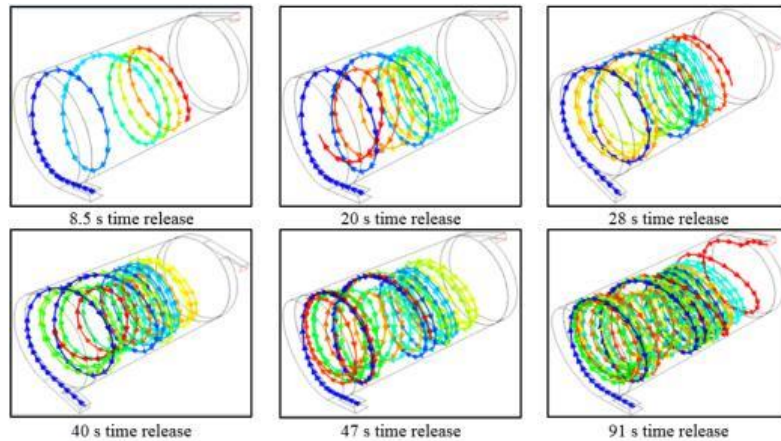 8.5 s time release
20 s time release
28 s time release
40 s time release
47 s time release
91 s time release